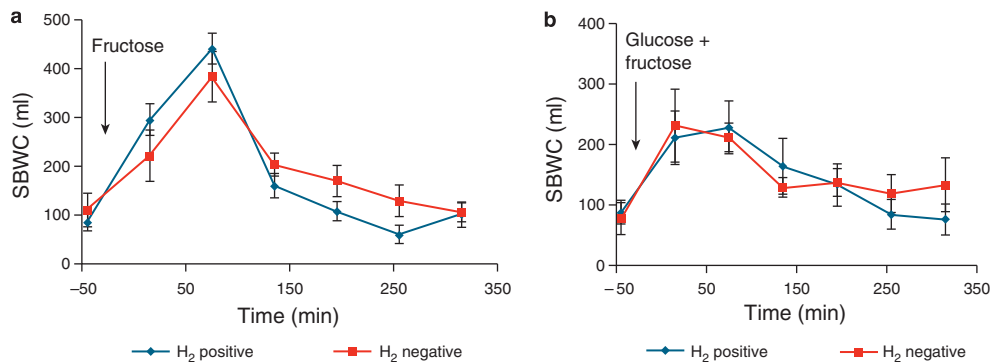 a
500
400
300
200
100
0
SBWC (ml)
Fructose
–50
50
150
250
350
Time (min)
H2 positive
H2 negative
b
400
300
200
100
0
SBWC (ml)
Glucose +
fructose
–50
50
150
250
350
Time (min)
H2 positive
H2 negative